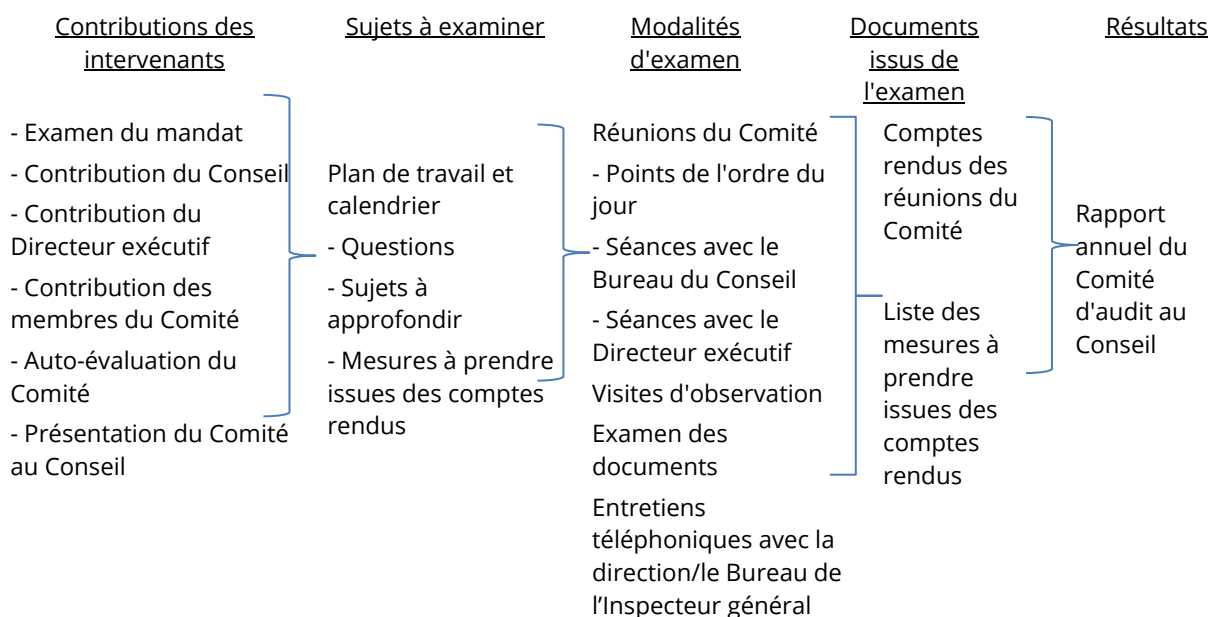 Contributions des
intervenants
- Examen du mandat
- Contribution du Conseil
- Contribution du
Directeur exécutif
- Contribution des
membres du Comité
- Auto-évaluation du
Comité
- Présentation du Comité
au Conseil
Sujets à examiner
Plan de travail et
calendrier
- Questions
- Sujets à
approfondir
- Mesures à prendre
issues des comptes
rendus
Modalités
d'examen
Réunions du Comité
- Points de l'ordre du
jour
- Séances avec le
Bureau du Conseil
- Séances avec le
Directeur exécutif
Visites d'observation
Examen des
documents
Entretiens
téléphoniques avec la
direction/le Bureau de
l’Inspecteur général
Documents
issus de
l'examen
Comptes
rendus des
réunions du
Comité
Liste des
mesures à
prendre
issues des
comptes
rendus
Résultats
Rapport
annuel du
Comité
d'audit au
Conseil